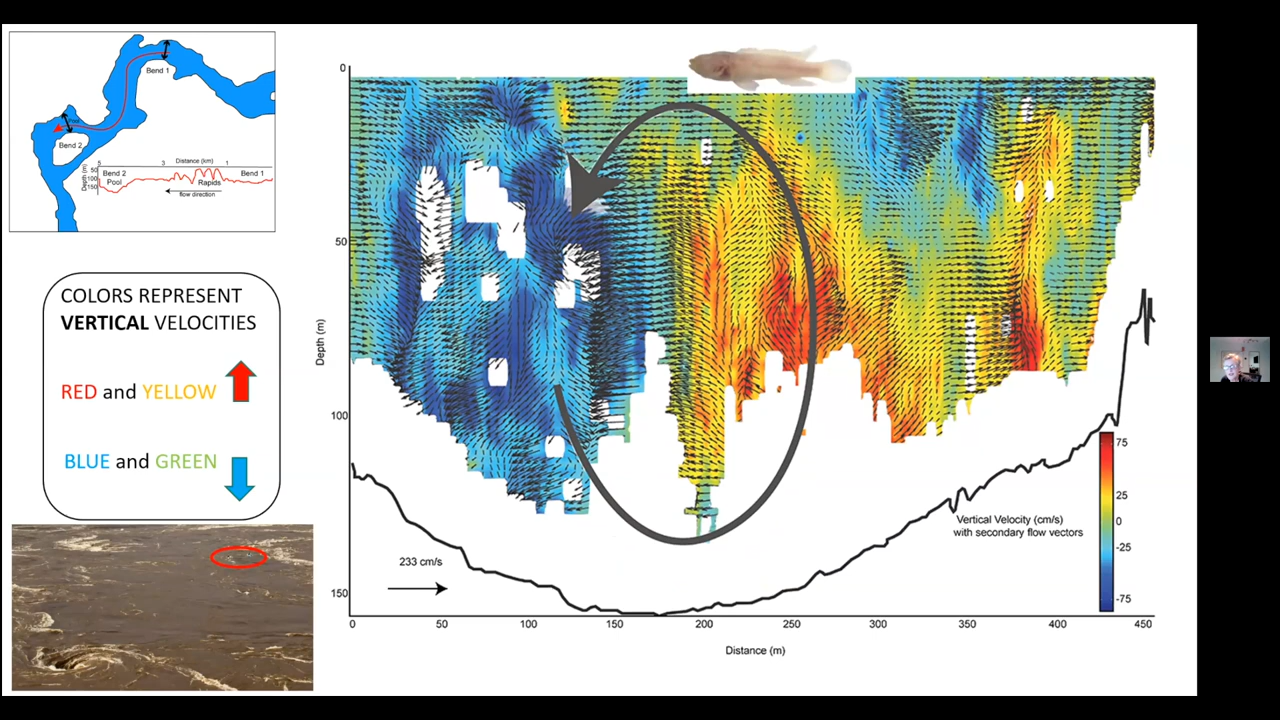 Bend 1
Pool
Bend 2
Distance (km)
5
3
1
Depth (m)
50
100
150
Bend 2
Pool
Rapids
Bend 1
flow direction
COLORS REPRESENT
VERTICAL VELOCITIES
RED and YELLOW
BLUE and GREEN
0
50
100
150
Depth (m)
233 cm/s
0
50
100
150
200
250
300
350
400
450
Distance (m)
Vertical Velocity (cm/s)
with secondary flow vectors
75
25
0
-25
-75